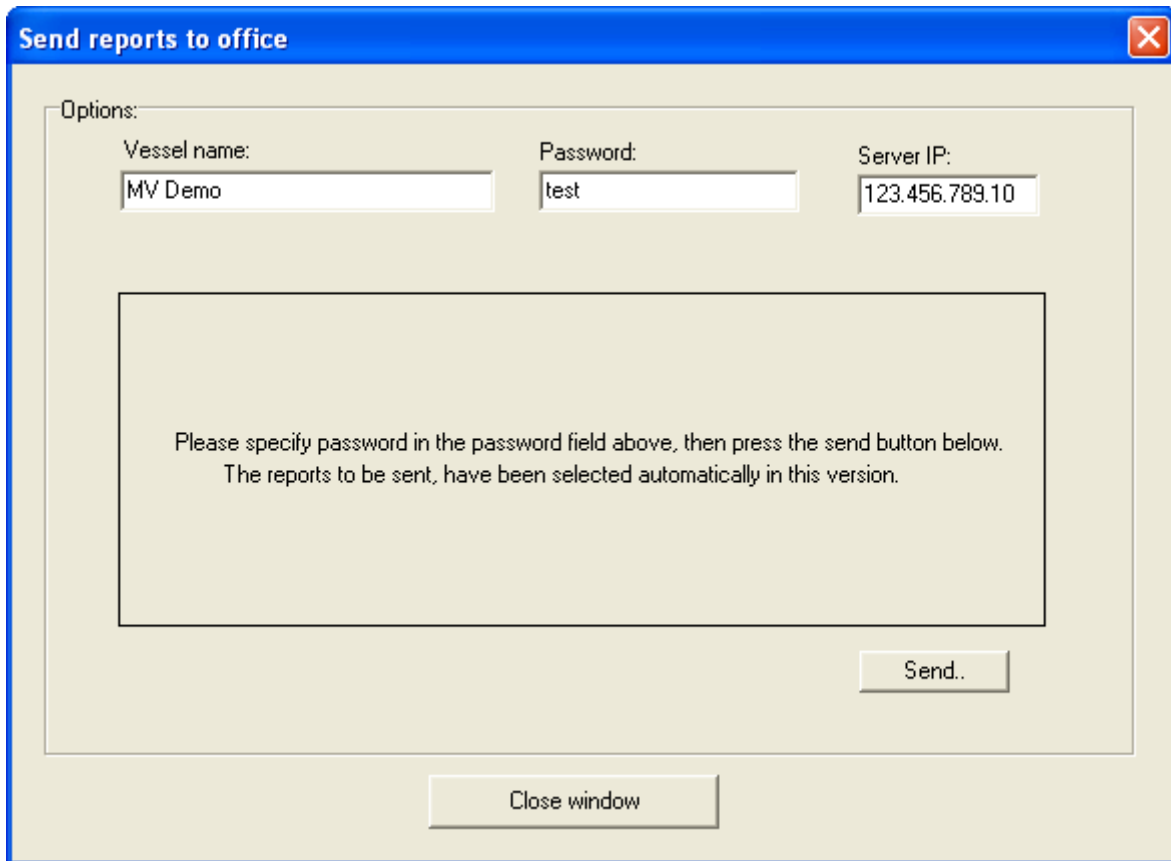 Send reports to office
Options:
Vessel name:
Password:
Server IP:
MV Demo
test
123.456.789.10
Please specify password in the password field above, then press the send button below.
The reports to be sent, have been selected automatically in this version.
Send..
Close window